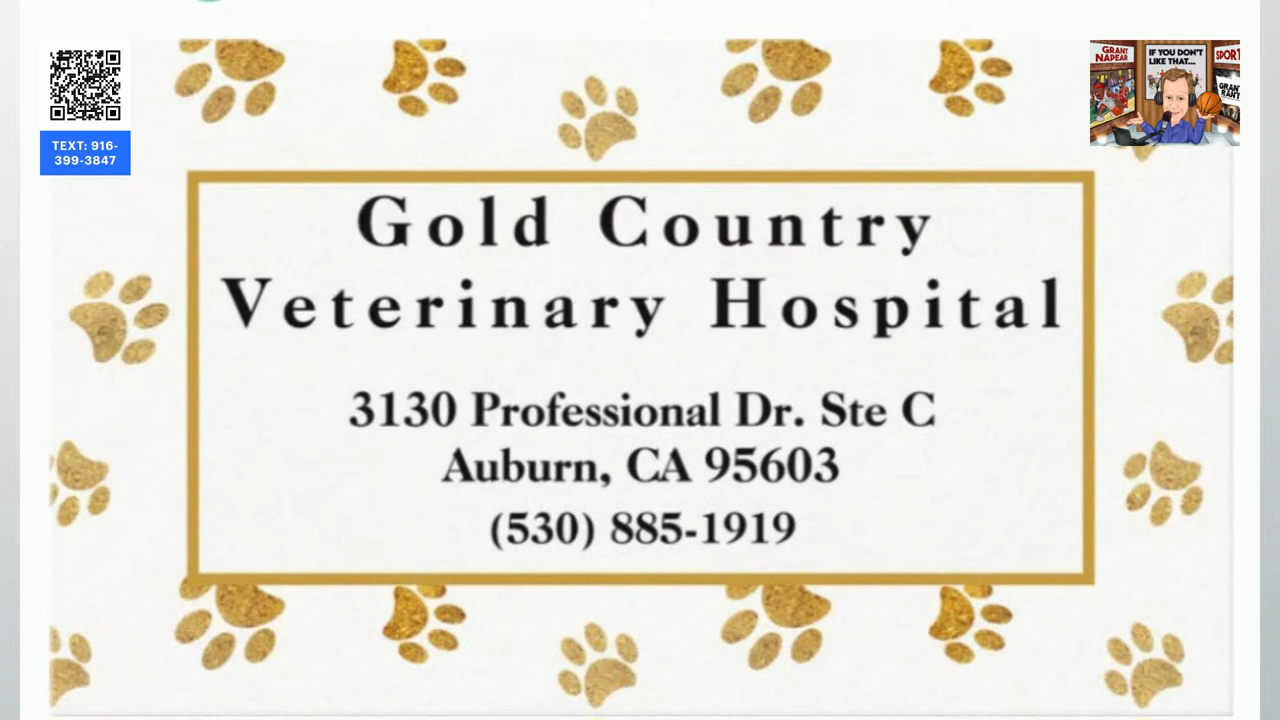 TEXT: 916-
399-3847
GRANT
NAPEAR
IF YOU DON'T
LIKE THAT...
Gold Country
Veterinary Hospital
3130 Professional Dr. Ste C
Auburn, CA 95603
(530) 885-1919